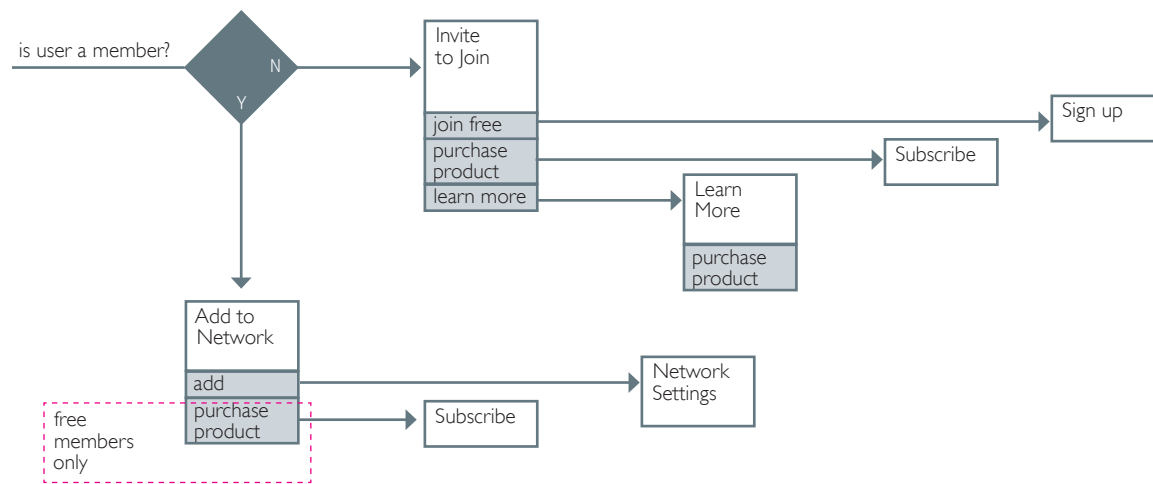 is user a member?
N
Y
Invite
to Join
join free
purchase
product
learn more
Sign up
Subscribe
Learn
More
purchase
product
Add to
Network
add
purchase
product
free
members
only
Subscribe
Network
Settings